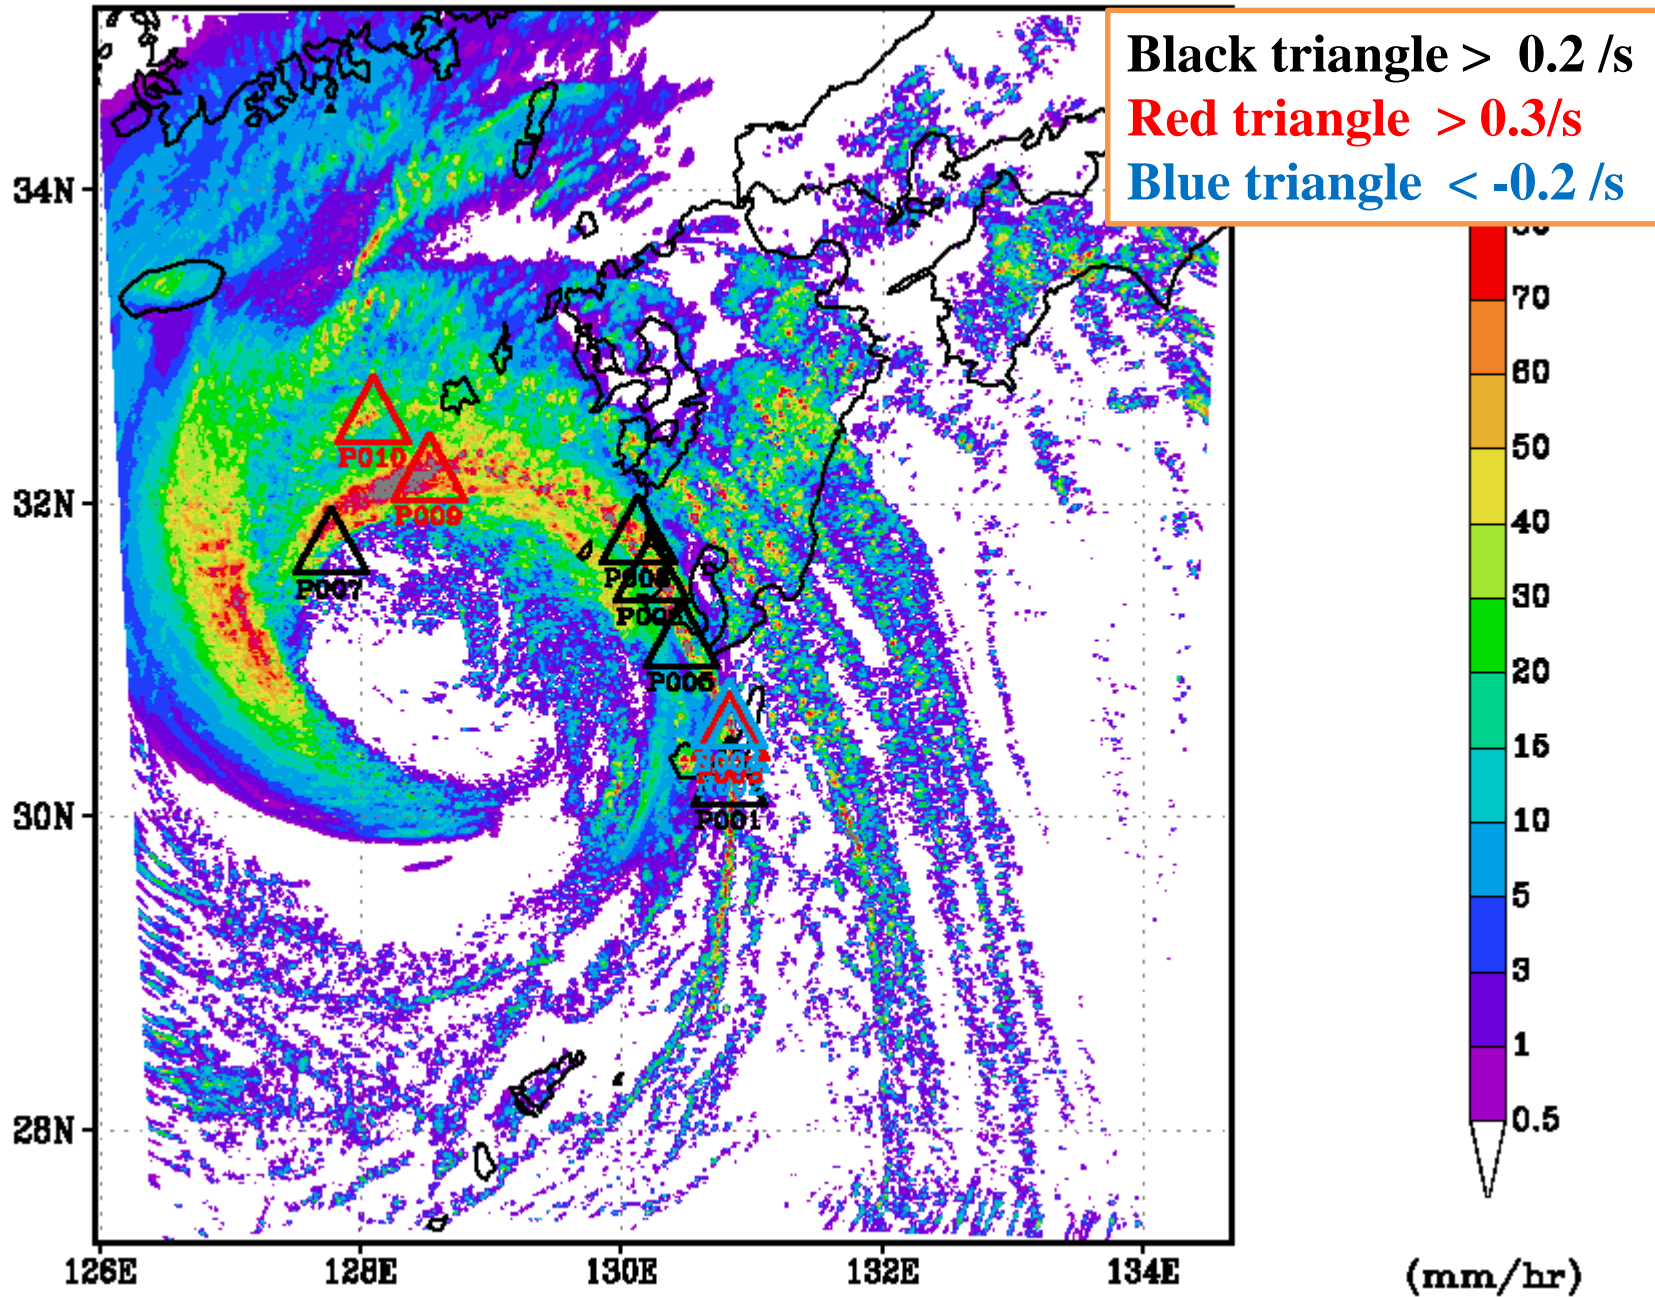 Black triangle > 0.2 /s
Red triangle > 0.3/s
Blue triangle < -0.2 /s
34N
32N
30N
28N
126E
128E
130E
132E
134E
P010
P009
P007
P005
P001
70
60
50
40
30
20
15
10
5
3
1
0.5
(mm/hr)